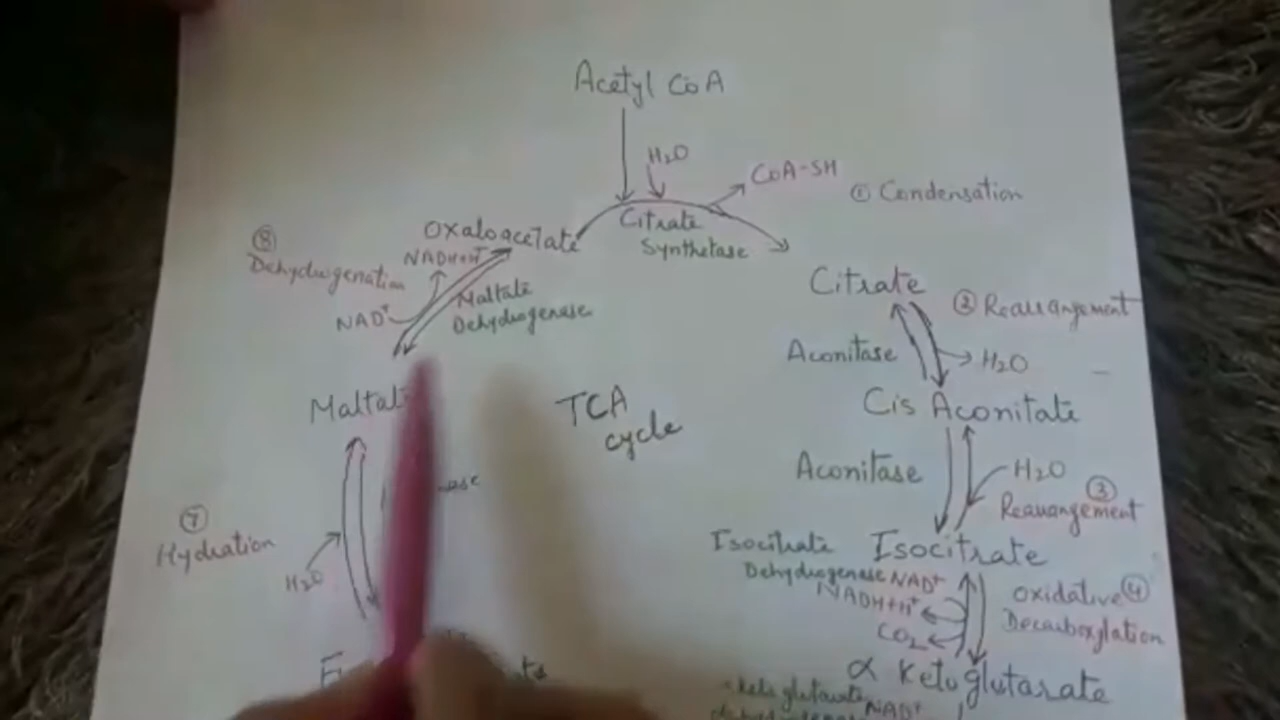 Acetyl CoA
H2O
CoA-SH
① Condensation
Citrate
Synthetase
Oxaloacetate
⑧
Dehydrogenation
NADH+H+
NAD+
Maltate
Dehydrogenase
Citrate
② Rearrangement
Aconitase
H2O
Maltate
TCA
cycle
Cis Aconitate
Aconitase
H2O
③
Rearrangement
⑦
Hydration
H2O
Isocitrate
Dehydrogenase
Isocitrate
NAD+
NADH+H+
CO2
Oxidative ④
Decarboxylation
α Ketoglutarate
NAD+